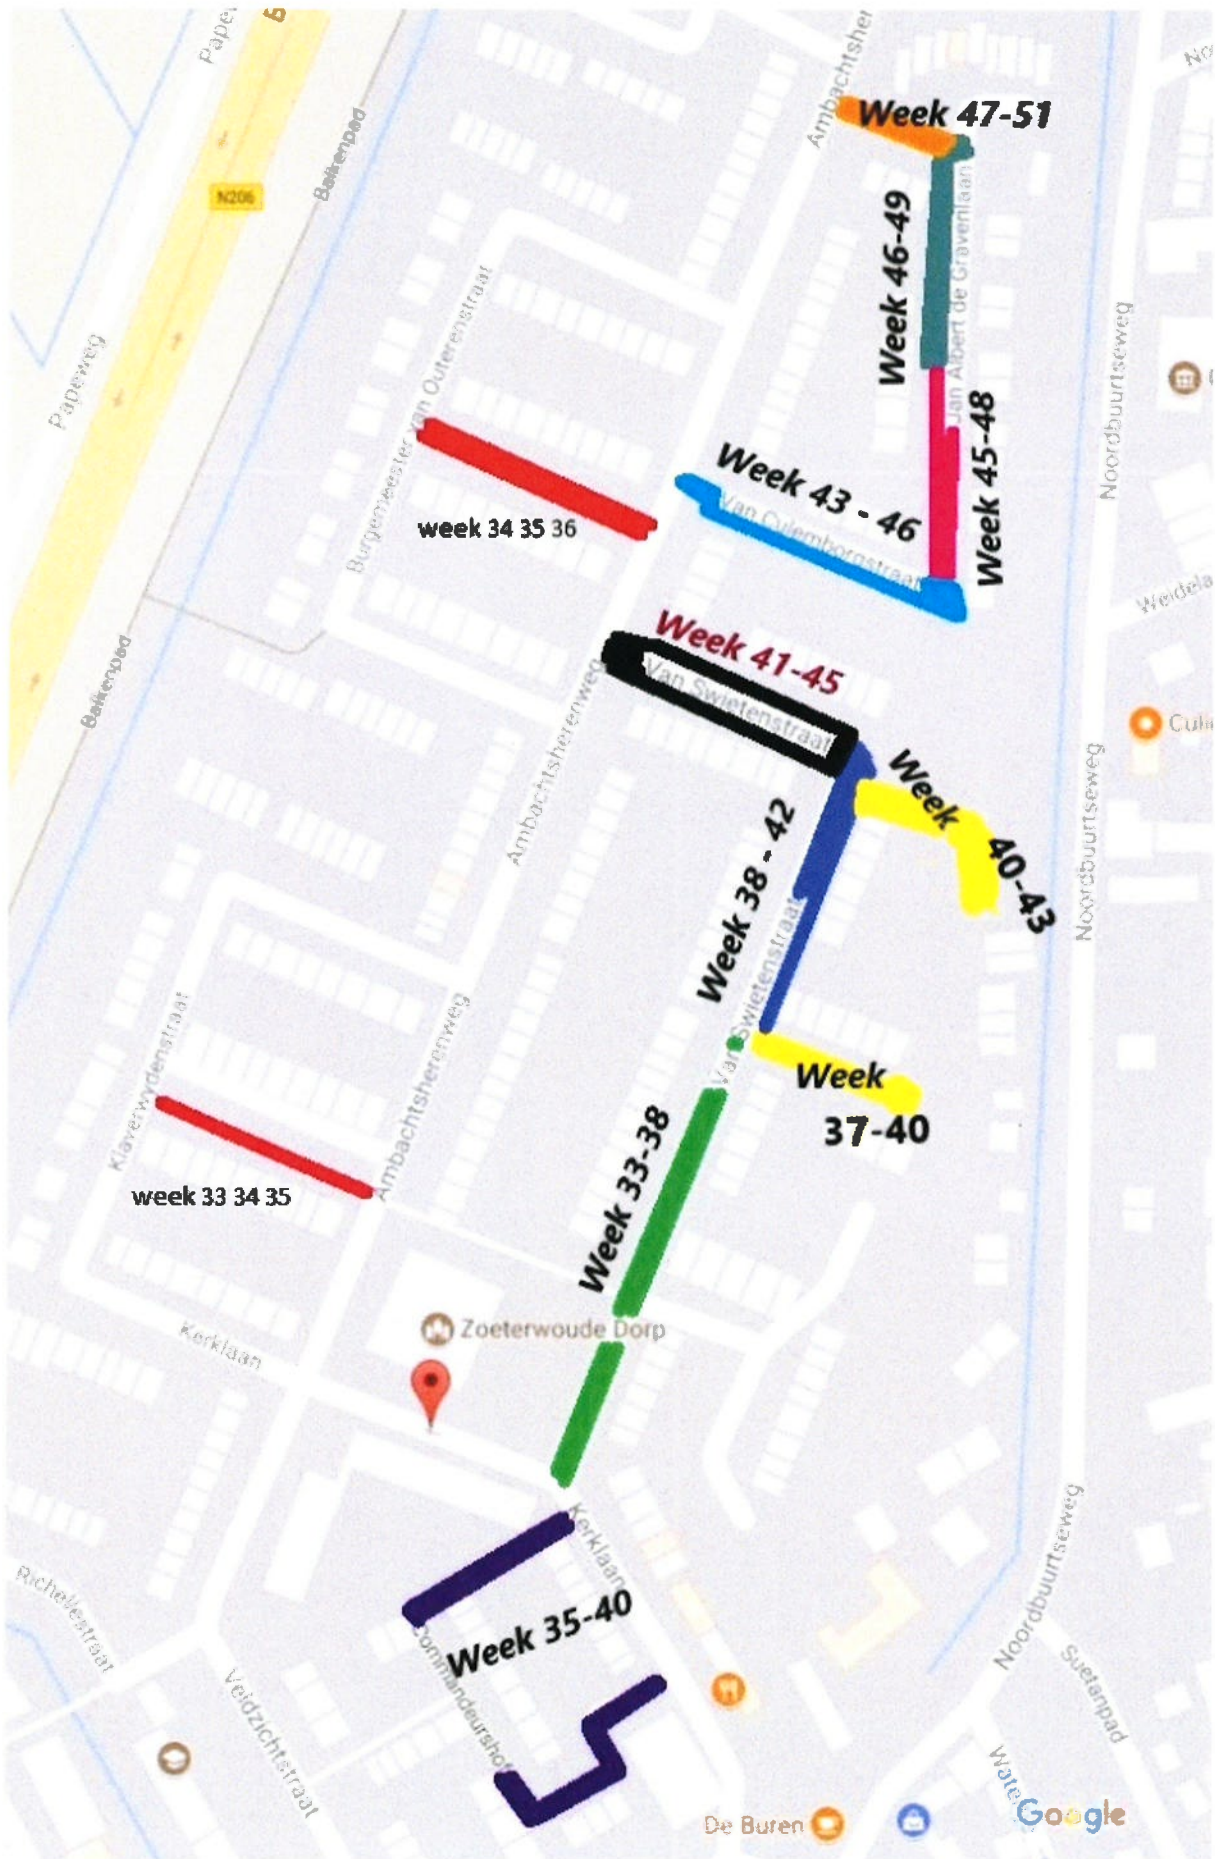 Balkenpad
Week 47-51
N206
Week 46-49
Jan Albert de Gravenlaan
Burgemeester van Outerenstraat
Noordbuurtseweg
Papeweg
Week 45-48
Week 43 - 46
Van Culembornstraat
week 34 35 36
Week 41-45
Van Swietenstraat
Balkenpad
Ambachtsherenweg
Noordbuurtseweg
Week
40-43
Week 38 - 42
Van Swietenstraat
Klaverwydenstraat
Ambachtsherenweg
Week
37-40
week 33 34 35
Week 33-38
Zoeterwoude Dorp
Kerklaan
Kerklaan
Noordbuurtseweg
Richellestraat
Week 35-40
Commandeurshof
Veldzichtstraat
Suetanpad
De Buren
Google